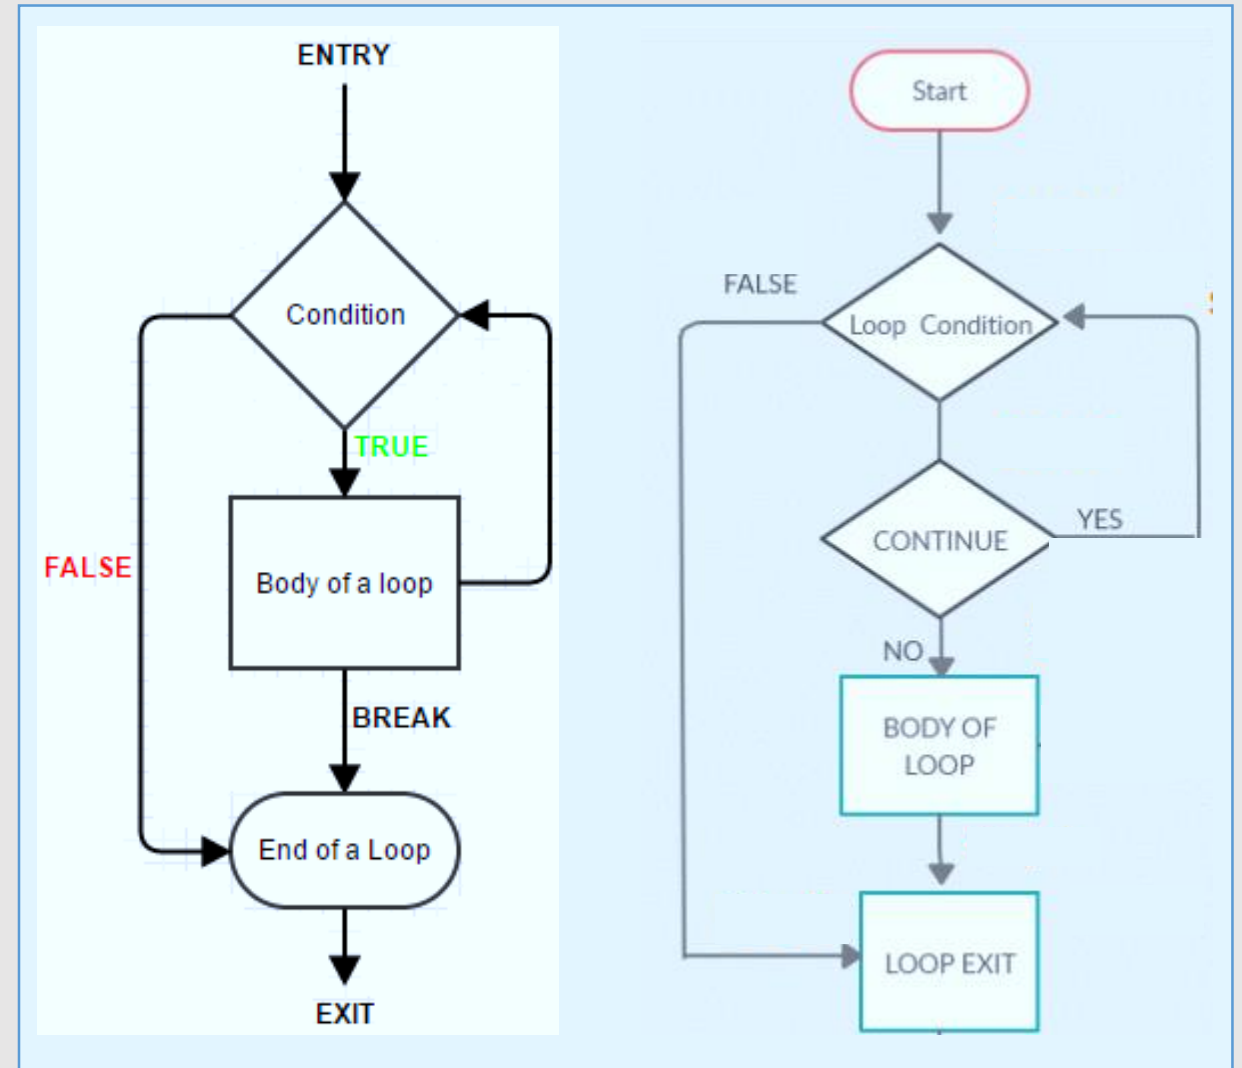 ENTRY
Condition
TRUE
FALSE
Body of a loop
BREAK
End of a Loop
EXIT
Start
FALSE
Loop Condition
CONTINUE
YES
NO
BODY OF
LOOP
LOOP EXIT